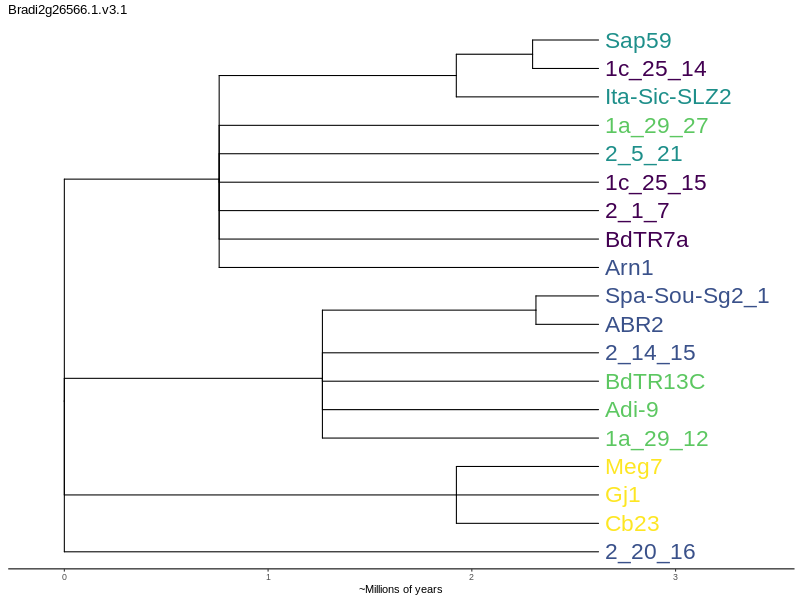 Bradi2g26566.1.v3.1
Sap59
1c_25_14
Ita-Sic-SLZ2
1a_29_27
2_5_21
1c_25_15
2_1_7
BdTR7a
Arn1
Spa-Sou-Sg2_1
ABR2
2_14_15
BdTR13C
Adi-9
1a_29_12
Meg7
Gj1
Cb23
2_20_16
0 1 2 3
~Millions of years